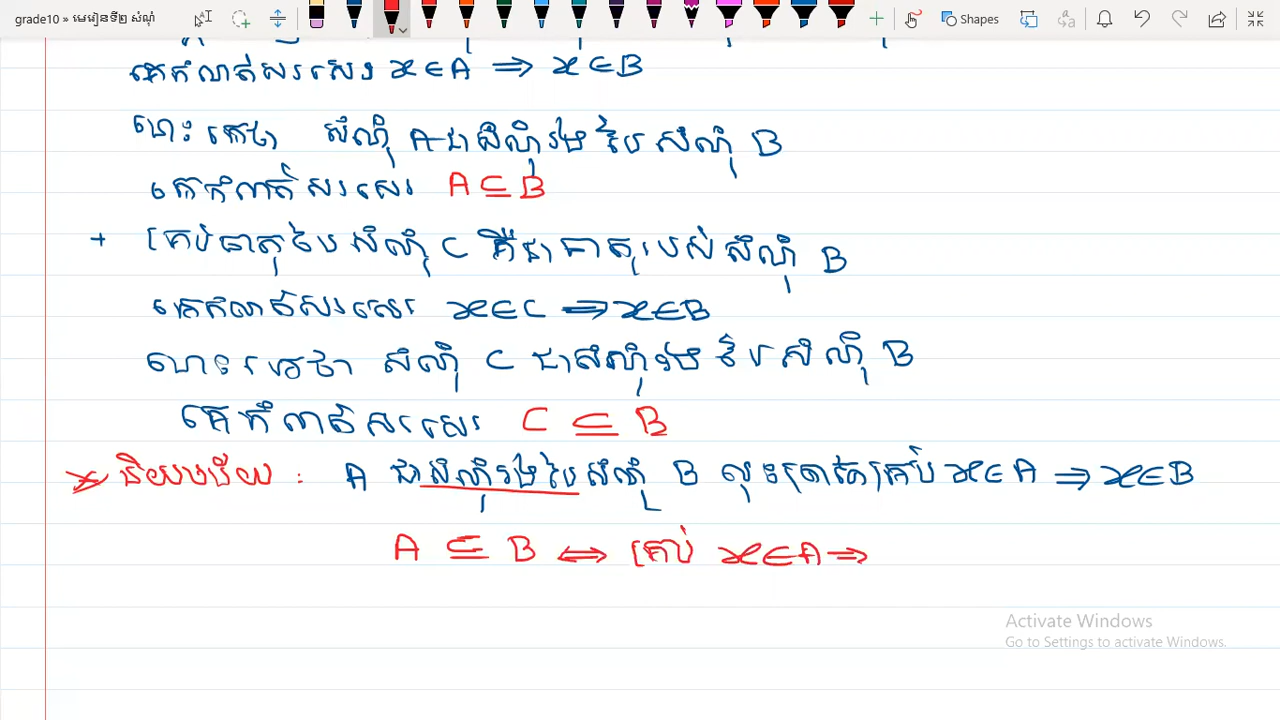 grade10 » មេរៀនទី២ សំណុំ
Shapes
គេកំណត់សរសេរ x∈A ⟹ x∈B
ហេះគេថា សំណុំ A ជាសំណុំរងនៃសំណុំ B
គេកំណត់សរសេរ A ⊆ B
+ គ្រប់ធាតុនៃសំណុំ C គឺជាធាតុរបស់សំណុំ B
គេកំណត់សរសេរ x∈C ⟹ x∈B
ហេះគេថា សំណុំ C ជាសំណុំរងនៃសំណុំ B
គេកំណត់សរសេរ C ⊆ B
* និយមន័យ : A ជាសំណុំរងនៃសំណុំ B លុះត្រាតែគ្រប់ x∈A ⟹ x∈B
A ⊆ B ⟺ គ្រប់ x∈A ⟹
Activate Windows
Go to Settings to activate Windows.